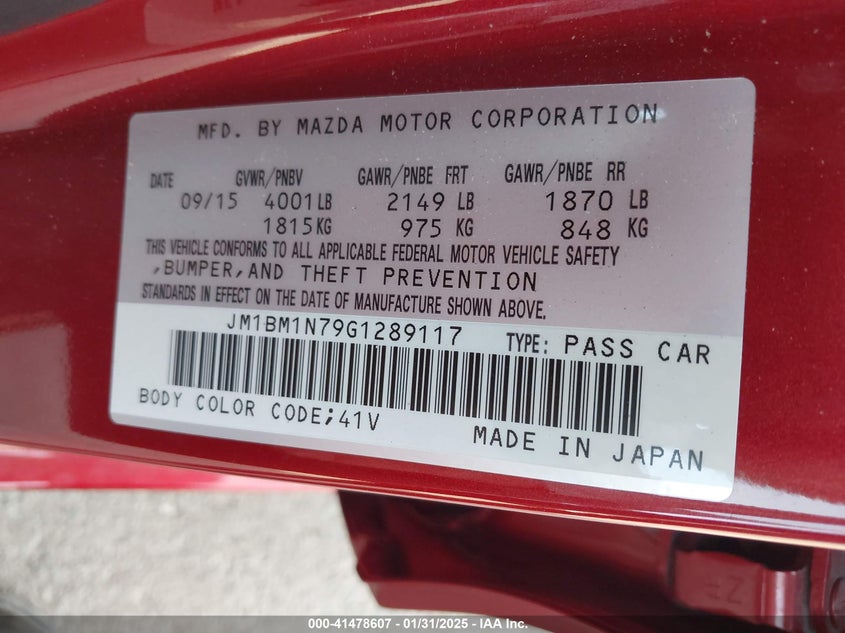 MFD. BY MAZDA MOTOR CORPORATION
DATE GVWR/PNBV GAWR/PNBE FRT GAWR/PNBE RR
09/15 4001LB 2149 LB 1870 LB
1815KG 975 KG 848 KG
THIS VEHICLE CONFORMS TO ALL APPLICABLE FEDERAL MOTOR VEHICLE SAFETY
,BUMPER,AND THEFT PREVENTION
STANDARDS IN EFFECT ON THE DATE OF MANUFACTURE SHOWN ABOVE.
JM1BM1N79G1289117 TYPE: PASS CAR
BODY COLOR CODE;41V
MADE IN JAPAN
000-41478607 - 01/31/2025 - IAA Inc.